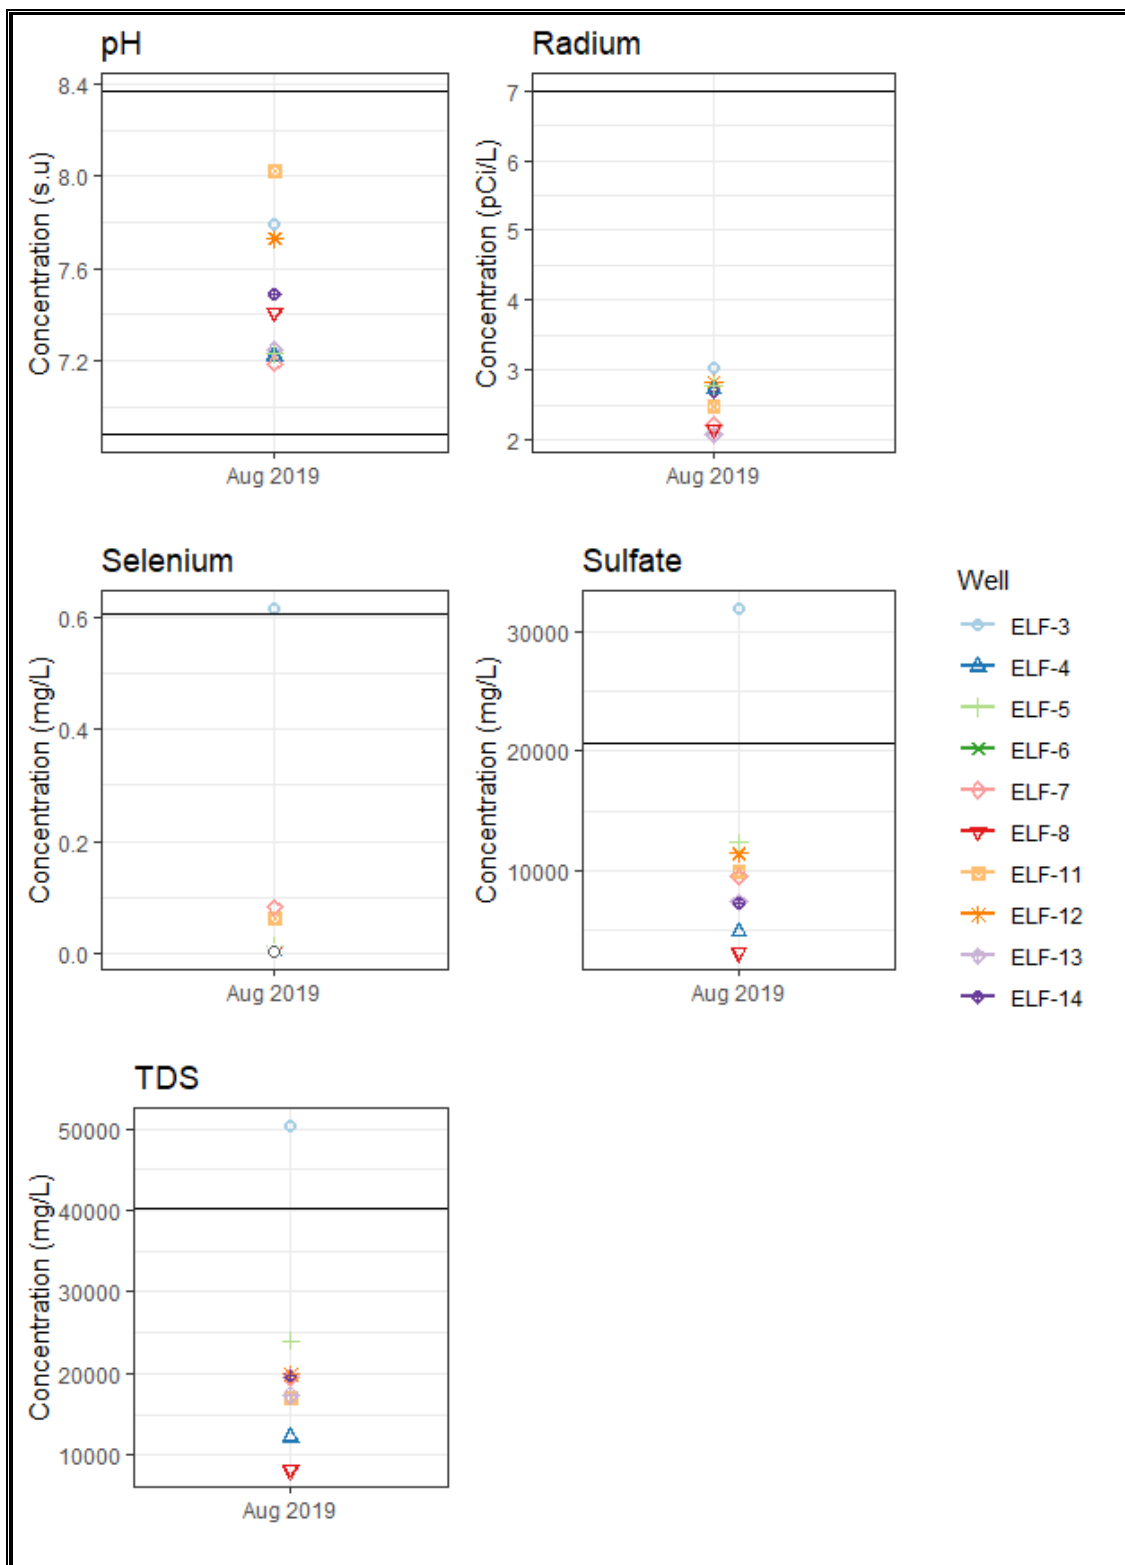 pH
Concentration (s.u)
8.4
8.0
7.6
7.2
Aug 2019
Radium
Concentration (pCi/L)
7
6
5
4
3
2
Aug 2019
Selenium
Concentration (mg/L)
0.6
0.4
0.2
0.0
Aug 2019
Sulfate
Concentration (mg/L)
30000
20000
10000
Aug 2019
Well
ELF-3
ELF-4
ELF-5
ELF-6
ELF-7
ELF-8
ELF-11
ELF-12
ELF-13
ELF-14
TDS
Concentration (mg/L)
50000
40000
30000
20000
10000
Aug 2019